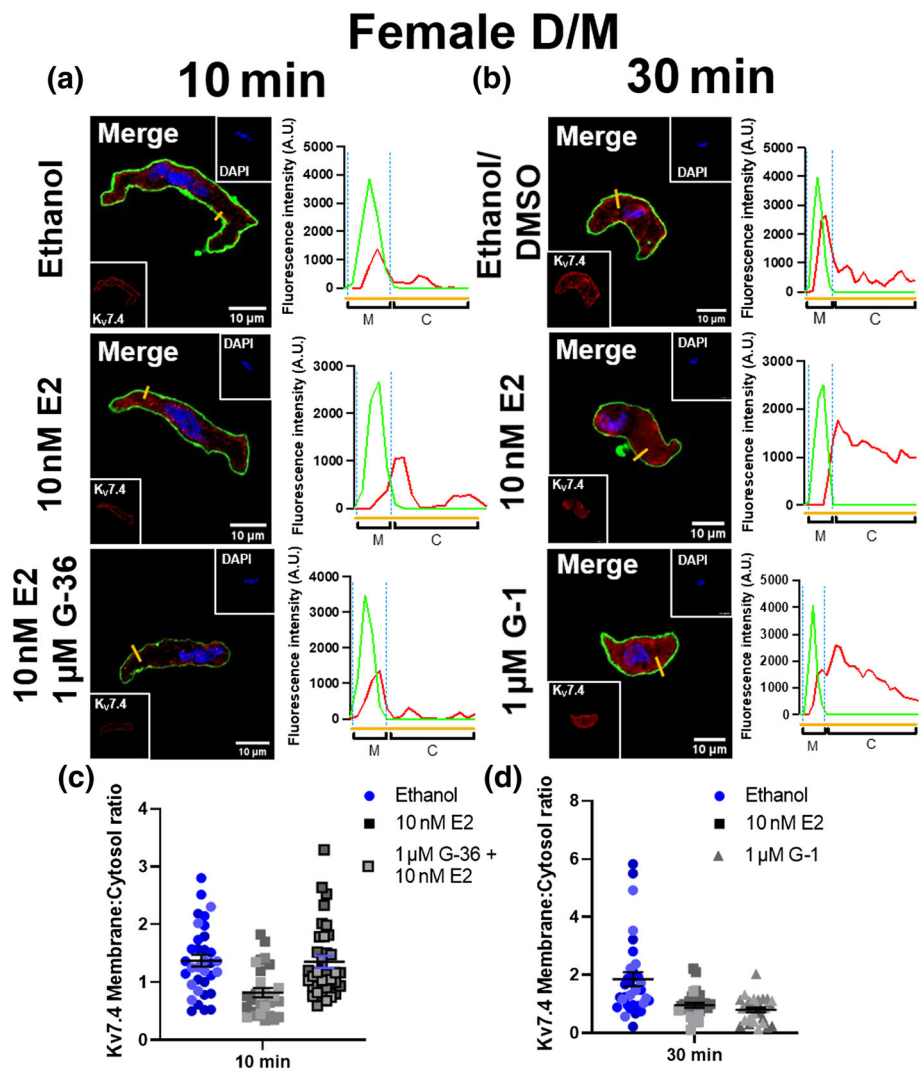 Female D/M
(a) 10 min
(b) 30 min
Ethanol
Merge
DAPI
Kv7.4
10 µm
Fluorescence intensity (A.U.)
5000
4000
3000
2000
1000
0
M C
Ethanol/
DMSO
Merge
DAPI
Kv7.4
10 µm
Fluorescence intensity (A.U.)
5000
4000
3000
2000
1000
0
M C
10 nM E2
Merge
DAPI
Kv7.4
10 µm
Fluorescence intensity (A.U.)
3000
2000
1000
0
M C
10 nM E2
Merge
DAPI
Kv7.4
10 µm
Fluorescence intensity (A.U.)
3000
2000
1000
0
M C
10 nM E2
1 µM G-36
Merge
DAPI
Kv7.4
10 µm
Fluorescence intensity (A.U.)
4000
3000
2000
1000
0
M C
1 µM G-1
Merge
DAPI
Kv7.4
10 µm
Fluorescence intensity (A.U.)
5000
4000
3000
2000
1000
0
M C
(c)
Kv7.4 Membrane:Cytosol ratio
4
3
2
1
0
10 min
Ethanol
10 nM E2
1 µM G-36 +
10 nM E2
(d)
Kv7.4 Membrane:Cytosol ratio
8
6
4
2
0
30 min
Ethanol
10 nM E2
1 µM G-1